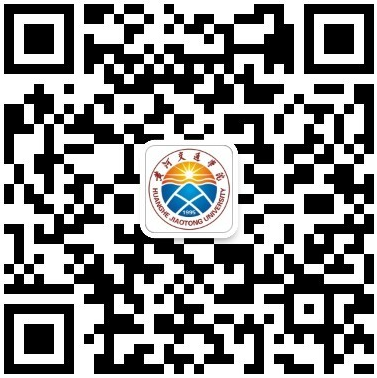 黄河交通学院
1995
HUANGHE JIAOTONG UNIVERSITY